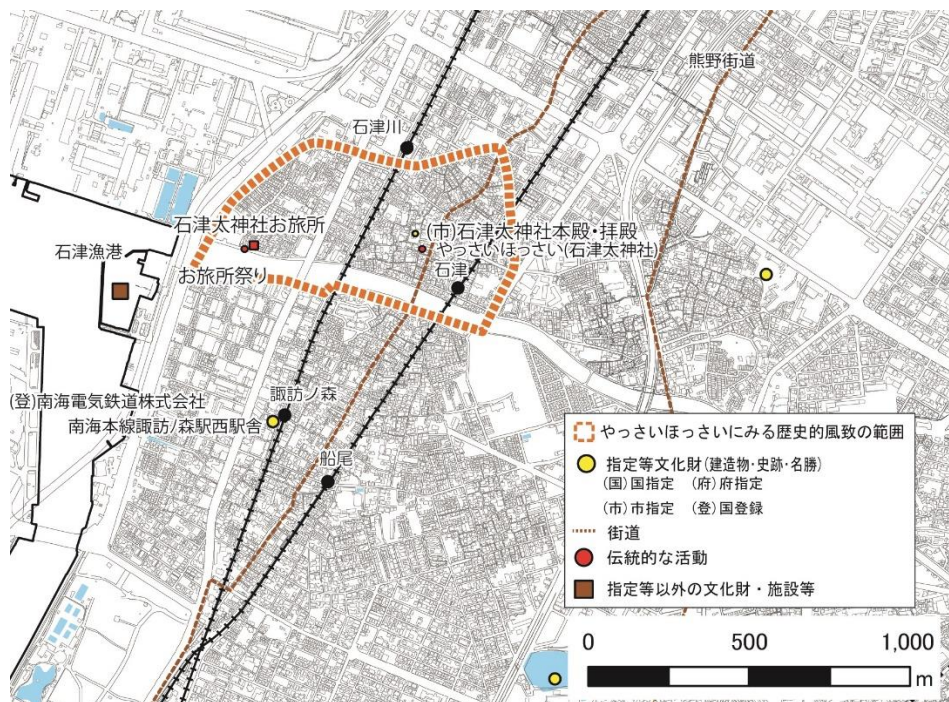 熊野街道
石津川
石津太神社お旅所
(市)石津太神社本殿・拝殿
やっさいほっさい(石津太神社)
石津漁港
お旅所祭り
石津
諏訪ノ森
(登)南海電気鉄道株式会社
南海本線諏訪ノ森駅西駅舎
船尾
やっさいほっさいにみる歴史的風致の範囲
指定等文化財(建造物・史跡・名勝)
(国)国指定 (府)府指定
(市)市指定 (登)国登録
街道
伝統的な活動
指定等以外の文化財・施設等
0 500 1,000
m